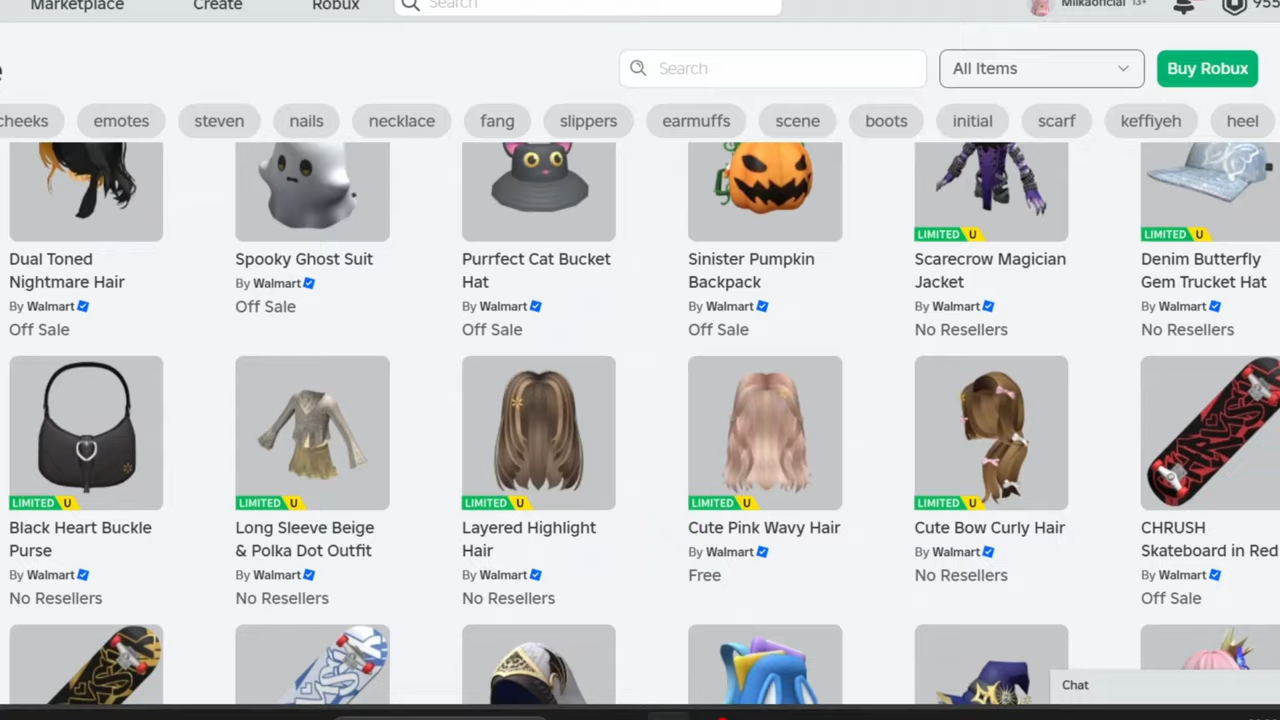 Marketplace
Create
Robux
Search
Milkaoficial 13+
955
Search
All Items
Buy Robux
cheeks
emotes
steven
nails
necklace
fang
slippers
earmuffs
scene
boots
initial
scarf
keffiyeh
heel
LIMITED U
LIMITED U
Dual Toned
Nightmare Hair
By Walmart
Off Sale
Spooky Ghost Suit
By Walmart
Off Sale
Purrfect Cat Bucket
Hat
By Walmart
Off Sale
Sinister Pumpkin
Backpack
By Walmart
Off Sale
Scarecrow Magician
Jacket
By Walmart
No Resellers
Denim Butterfly
Gem Trucket Hat
By Walmart
No Resellers
LIMITED U
LIMITED U
LIMITED U
LIMITED U
LIMITED U
Black Heart Buckle
Purse
By Walmart
No Resellers
Long Sleeve Beige
& Polka Dot Outfit
By Walmart
No Resellers
Layered Highlight
Hair
By Walmart
No Resellers
Cute Pink Wavy Hair
By Walmart
Free
Cute Bow Curly Hair
By Walmart
No Resellers
CHRUSH
Skateboard in Red
By Walmart
Off Sale
Chat